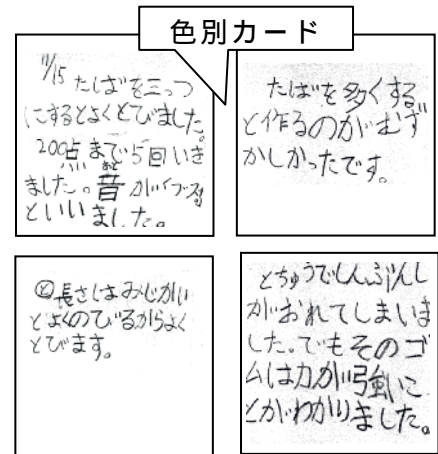 色別カード
11/15 たばを三っつ
にするとよくとびました。
200点まで5回いき
ました。音が
といいました。
たばを多くする
と作るのがむず
かしかったです。
長さはみじかい
とよくのびるからよく
とびます。
とちゅうでしんぶんし
がおれてしまいま
した。でもそのゴ
ムは力が強いこ
とがわかりました。